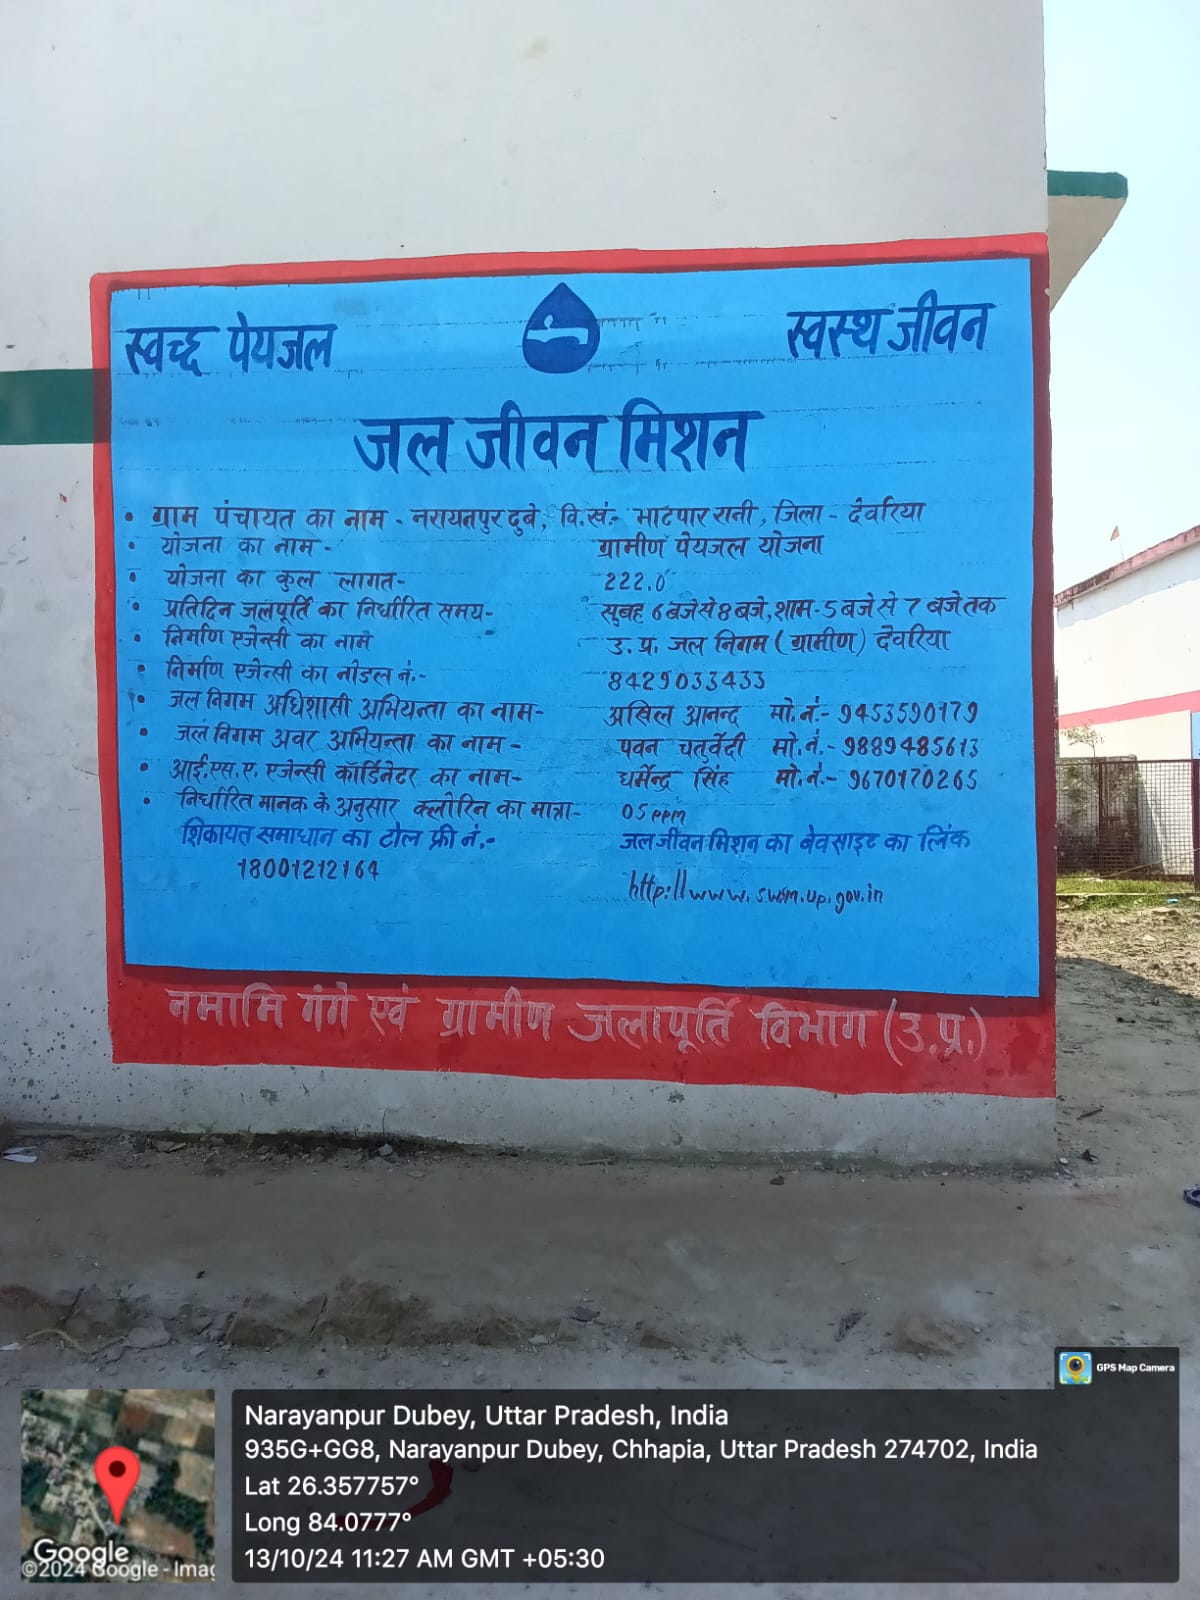 स्वच्छ पेयजल
स्वस्थ जीवन
जल जीवन मिशन
• ग्राम पंचायत का नाम - नरायनपुर दुबे, वि.खं.- भाटपार रानी, जिला - देवरिया
• योजना का नाम - ग्रामीण पेयजल योजना
• योजना का कुल लागत- 222.0
• प्रतिदिन जलपूर्ति का निर्धारित समय- सुबह 6 बजे से 8 बजे, शाम - 5 बजे से 7 बजे तक
• निर्माण एजेन्सी का नाम उ. प्र. जल निगम (ग्रामीण) देवरिया
• निर्माण एजेन्सी का नोडल नं.- 8429033433
• जल निगम अधिशासी अभियन्ता का नाम- अखिल आनन्द मो.नं.- 9453590179
• जल निगम अवर अभियन्ता का नाम - पवन चतुर्वेदी मो.नं.- 9889485613
• आई.एस.ए. एजेन्सी कॉर्डिनेटर का नाम- धर्मेन्द्र सिंह मो.नं.- 9670170265
• निर्धारित मानक के अनुसार क्लोरिन का मात्रा- 05 ppm
शिकायत समाधान का टोल फ्री नं.- जल जीवन मिशन का बेवसाइट का लिंक
18001212164 http://www.swsm.up.gov.in
नमामि गंगे एवं ग्रामीण जलापूर्ति विभाग (उ.प्र.)
GPS Map Camera
Narayanpur Dubey, Uttar Pradesh, India
935G+GG8, Narayanpur Dubey, Chhapia, Uttar Pradesh 274702, India
Lat 26.357757°
Long 84.0777°
13/10/24 11:27 AM GMT +05:30
Google
©2024 Google - Imag